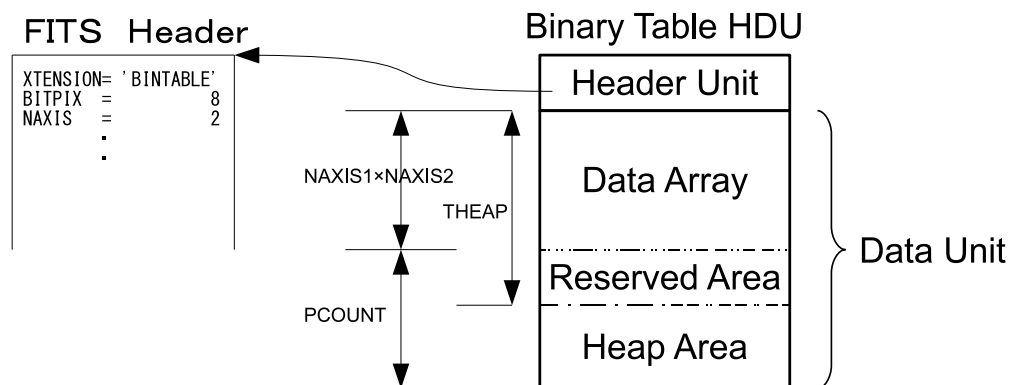 FITS Header
XTENSION= 'BINTABLE'
BITPIX = 8
NAXIS = 2
.
.
Binary Table HDU
Header Unit
NAXIS1×NAXIS2
THEAP
PCOUNT
Data Array
Reserved Area
Heap Area
Data Unit